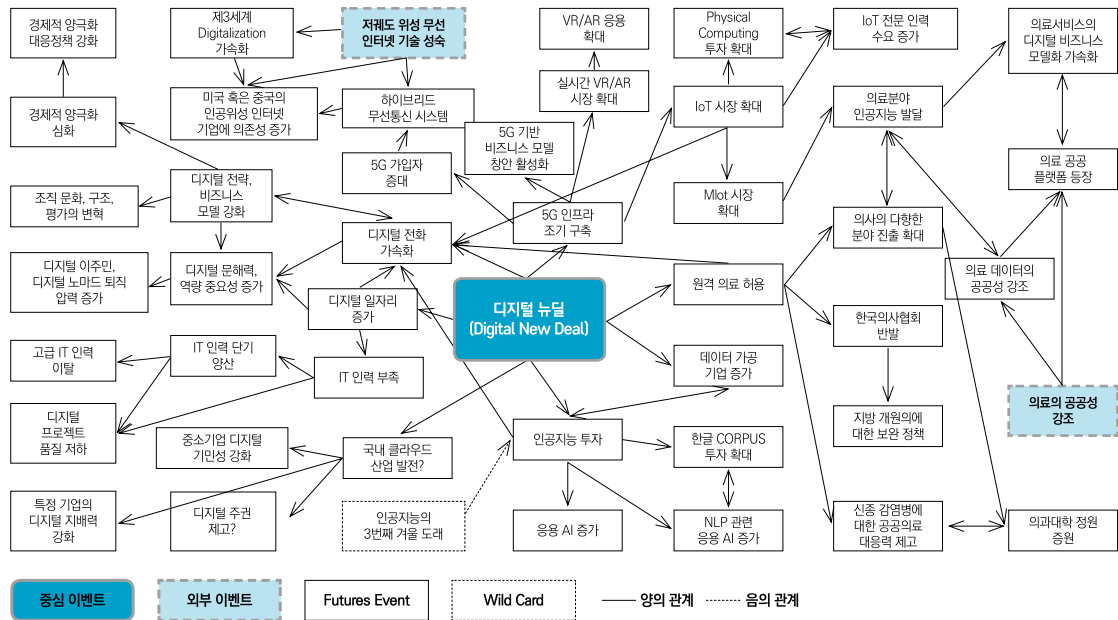 경제적 양극화
대응정책 강화
제3세계
Digitalization
가속화
저궤도 위성 무선
인터넷 기술 성숙
VR/AR 응용
확대
Physical
Computing
투자 확대
IoT 전문 인력
수요 증가
의료서비스의
디지털 비즈니스
모델화 가속화
경제적 양극화
심화
미국 혹은 중국의
인공위성 인터넷
기업에 의존성 증가
하이브리드
무선통신 시스템
실시간 VR/AR
시장 확대
IoT 시장 확대
의료분야
인공지능 발달
5G 가입자
증대
5G 기반
비즈니스 모델
창안 활성화
의료 공공
플랫폼 등장
조직 문화, 구조,
평가의 변혁
디지털 전략,
비즈니스
모델 강화
5G 인프라
조기 구축
MIot 시장
확대
의사의 다향한
분야 진출 확대
디지털 전화
가속화
디지털 이주민,
디지털 노마드 퇴직
압력 증가
디지털 문해력,
역량 중요성 증가
디지털 일자리
증가
디지털 뉴딜
(Digital New Deal)
원격 의료 허용
의료 데이터의
공공성 강조
한국의사협회
반발
고급 IT 인력
이탈
IT 인력 단기
양산
IT 인력 부족
데이터 가공
기업 증가
지방 개원의에
대한 보완 정책
의료의 공공성
강조
디지털
프로젝트
품질 저하
중소기업 디지털
기민성 강화
국내 클라우드
산업 발전?
인공지능 투자
한글 CORPUS
투자 확대
특정 기업의
디지털 지배력
강화
디지털 주권
제고?
인공지능의
3번째 겨울 도래
응용 AI 증가
NLP 관련
응용 AI 증가
신종 감염병에
대한 공공의료
대응력 제고
의과대학 정원
증원
중심 이벤트
외부 이벤트
Futures Event
Wild Card
양의 관계
음의 관계